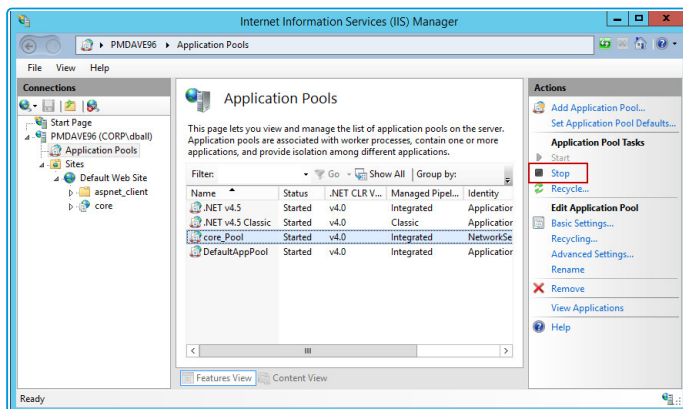 Internet Information Services (IIS) Manager
PMDAVE96 Application Pools
File View Help
Connections
Start Page
PMDAVE96 (CORP\dball)
Application Pools
Sites
Default Web Site
aspnet_client
core
Application Pools
This page lets you view and manage the list of application pools on the server.
Application pools are associated with worker processes, contain one or more
applications, and provide isolation among different applications.
Filter: Go Show All Group by:
Name Status .NET CLR V... Managed Pipel... Identity
.NET v4.5 Started v4.0 Integrated Application
.NET v4.5 Classic Started v4.0 Classic Application
core_Pool Started v4.0 Integrated NetworkSe
DefaultAppPool Started v4.0 Integrated Application
Features View Content View
Actions
Add Application Pool...
Set Application Pool Defaults...
Application Pool Tasks
Start
Stop
Recycle...
Edit Application Pool
Basic Settings...
Recycling...
Advanced Settings...
Rename
Remove
View Applications
Help
Ready